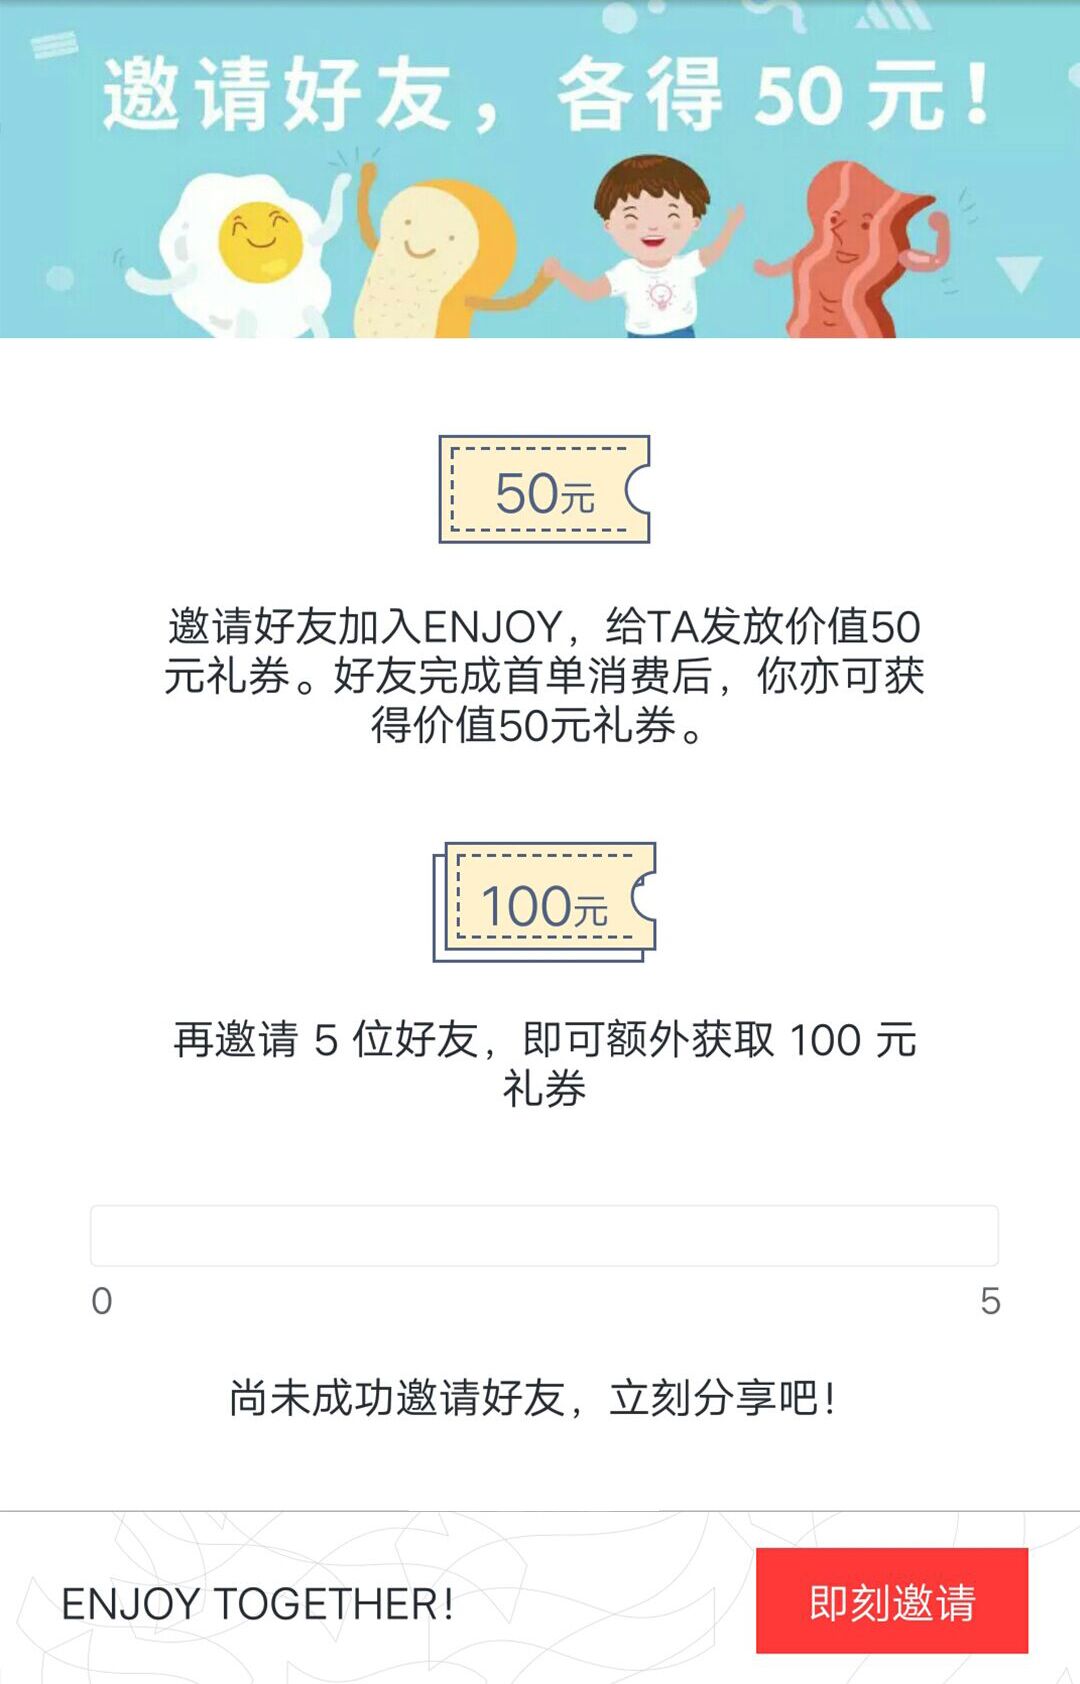 邀请好友，各得 50 元！
50元
邀请好友加入ENJOY，给TA发放价值50
元礼券。好友完成首单消费后，你亦可获
得价值50元礼券。
100元
再邀请 5 位好友，即可额外获取 100 元
礼券
0 5
尚未成功邀请好友，立刻分享吧！
ENJOY TOGETHER!
即刻邀请